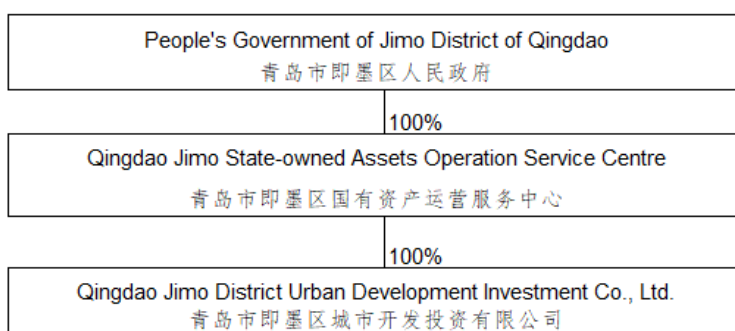 People's Government of Jimo District of Qingdao
青岛市即墨区人民政府
100%
Qingdao Jimo State-owned Assets Operation Service Centre
青岛市即墨区国有资产运营服务中心
100%
Qingdao Jimo District Urban Development Investment Co., Ltd.
青岛市即墨区城市开发投资有限公司